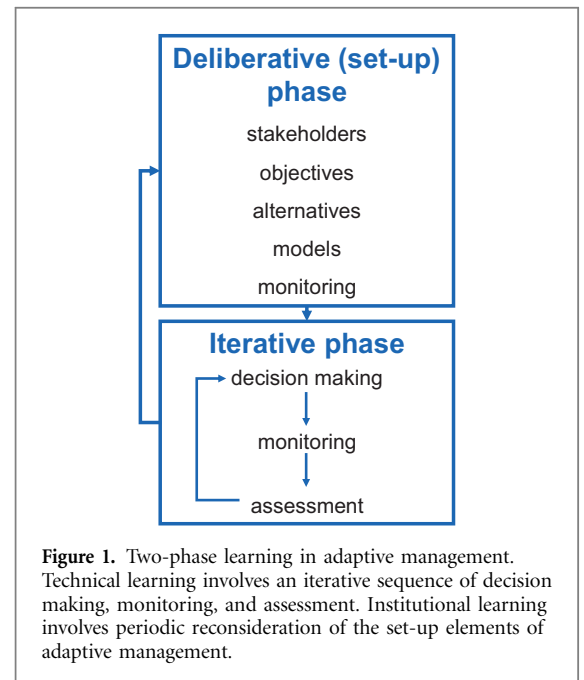 Deliberative (set-up)
phase
stakeholders
objectives
alternatives
models
monitoring
Iterative phase
decision making
monitoring
assessment
Figure 1. Two-phase learning in adaptive management.
Technical learning involves an iterative sequence of decision
making, monitoring, and assessment. Institutional learning
involves periodic reconsideration of the set-up elements of
adaptive management.